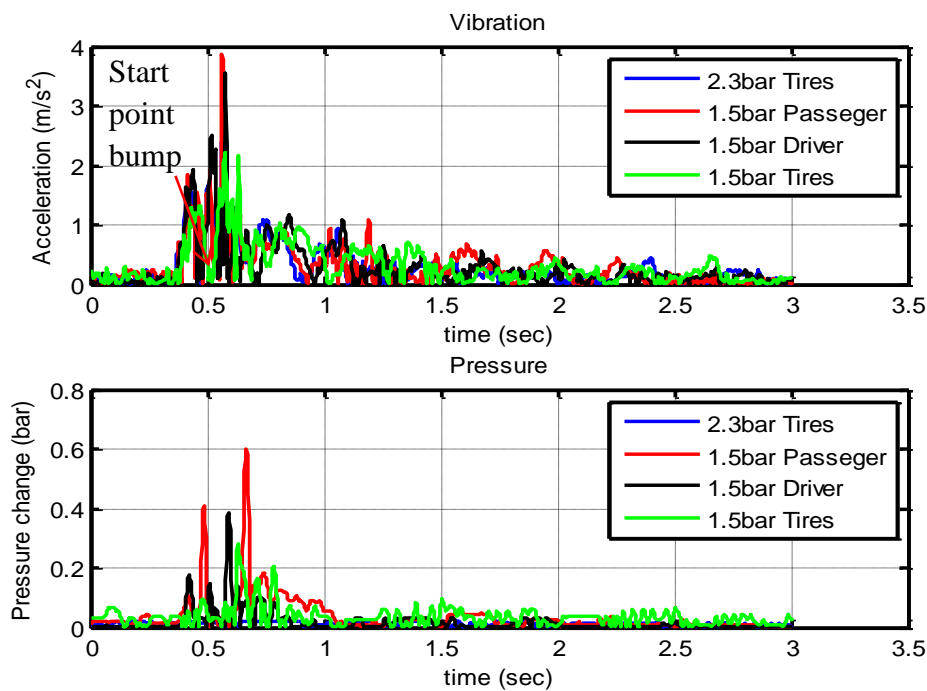 Vibration
4
3
2
1
0
Acceleration (m/s²)
Start
point
bump
2.3bar Tires
1.5bar Passeger
1.5bar Driver
1.5bar Tires
0 0.5 1 1.5 2 2.5 3 3.5
time (sec)
Pressure
0.8
0.6
0.4
0.2
0
Pressure change (bar)
2.3bar Tires
1.5bar Passeger
1.5bar Driver
1.5bar Tires
0 0.5 1 1.5 2 2.5 3 3.5
time (sec)